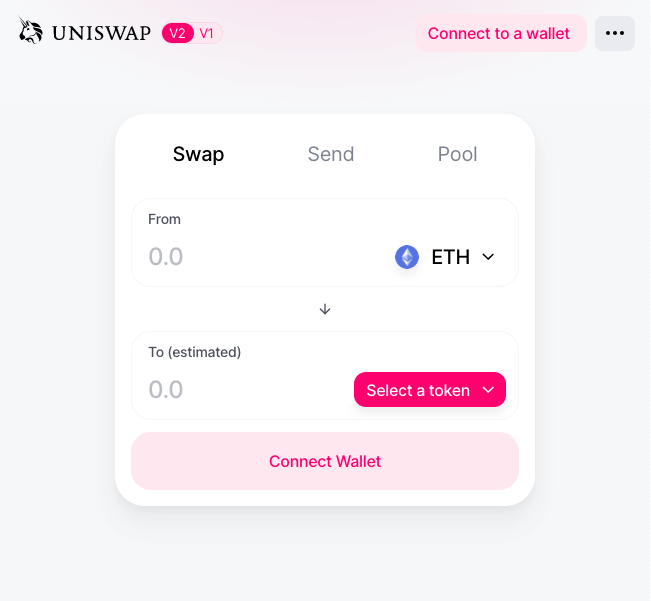 UNISWAP V2 V1 Connect to a wallet
Swap Send Pool
From
0.0 ETH
To (estimated)
0.0 Select a token
Connect Wallet